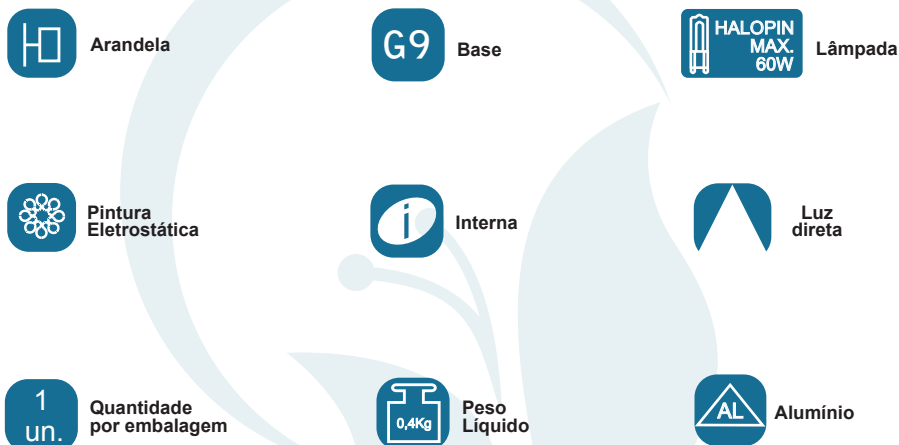 Arandela
G9
Base
HALOPIN
MAX.
60W
Lâmpada
Pintura
Eletrostática
i
Interna
Luz
direta
1
un.
Quantidade
por embalagem
0,4Kg
Peso
Líquido
AL
Alumínio